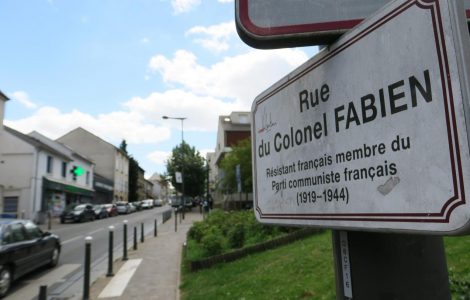 Rue
du Colonel FABIEN
Résistant français membre du
Parti communiste français
(1919-1944)